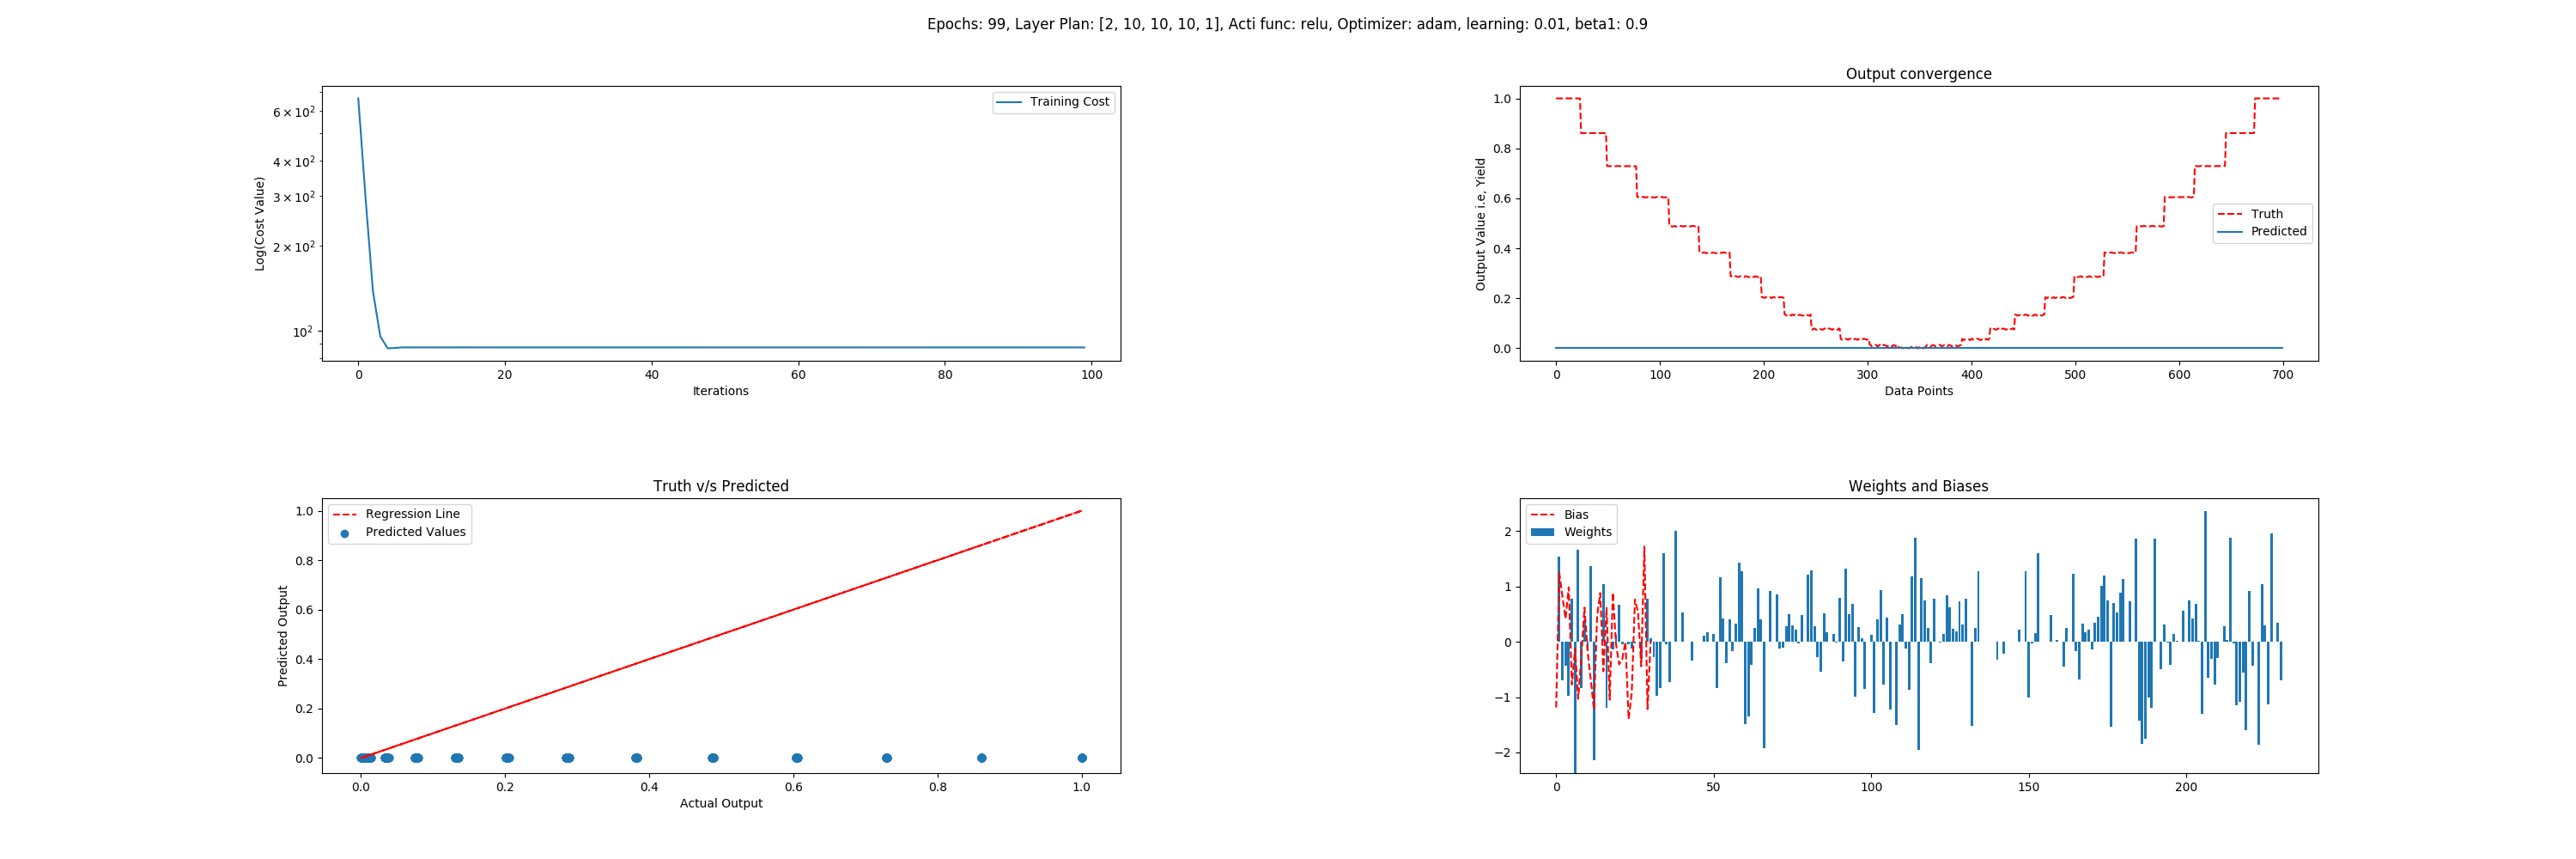 Epochs: 99, Layer Plan: [2, 10, 10, 10, 1], Acti func: relu, Optimizer: adam, learning: 0.01, beta1: 0.9
Training Cost
6 × 10²
4 × 10²
3 × 10²
2 × 10²
10²
Log(Cost Value)
0 20 40 60 80 100
Iterations
Output convergence
1.0
0.8
0.6
0.4
0.2
0.0
Output Value i.e, Yield
Truth
Predicted
0 100 200 300 400 500 600 700
Data Points
Truth v/s Predicted
Regression Line
Predicted Values
1.0
0.8
0.6
0.4
0.2
0.0
Predicted Output
0.0 0.2 0.4 0.6 0.8 1.0
Actual Output
Weights and Biases
Bias
Weights
2
1
0
−1
−2
0 50 100 150 200